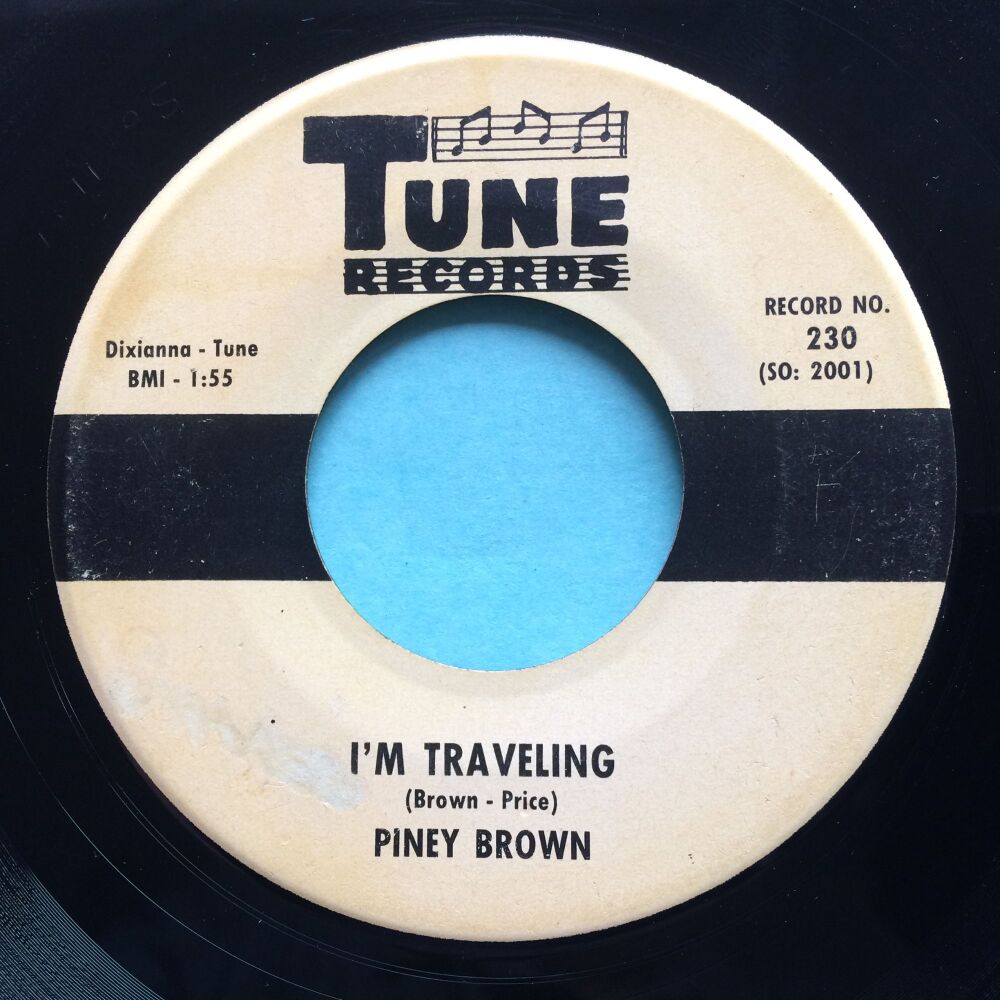 TUNE
RECORDS
Dixianna - Tune
BMI - 1:55
RECORD NO.
230
(SO: 2001)
I'M TRAVELING
(Brown - Price)
PINEY BROWN